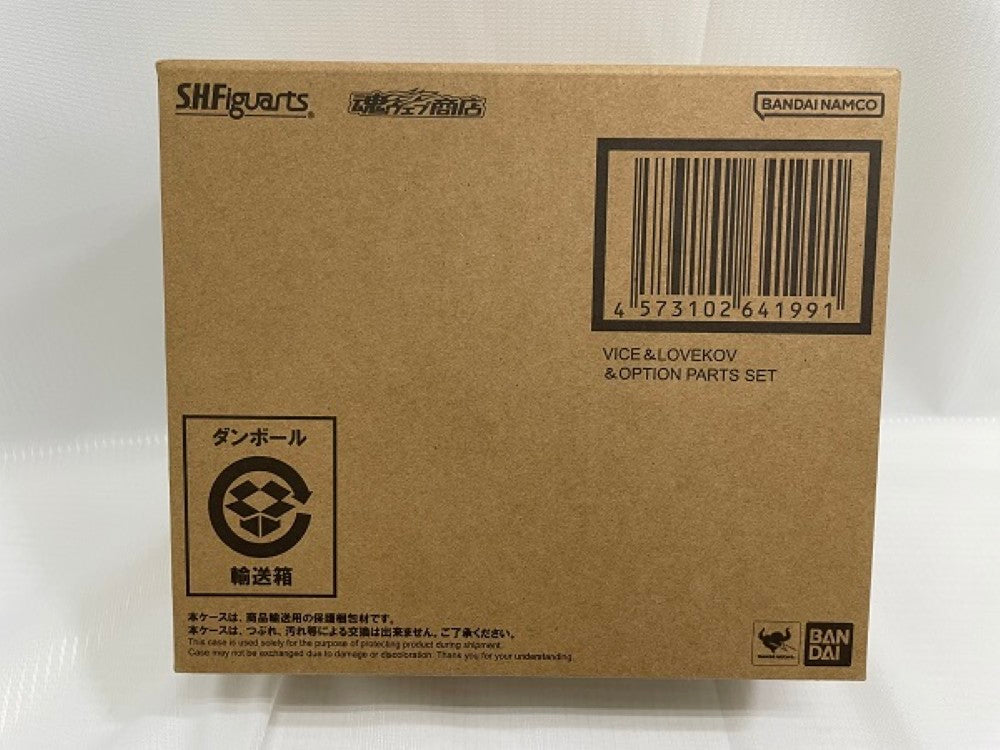 S.H.Figuarts®
魂ウェブ商店
BANDAI NAMCO
4 573102 641991
VICE & LOVEKOV
& OPTION PARTS SET
ダンボール
輸送箱
本ケースは、商品輸送用の保護梱包材です。
本ケースは、つぶれ、汚れ等による交換は出来ません。ご了承ください。
This case is used solely for the purpose of protecting product during shipment.
Case may not be exchanged due to damage or discoloration. Thank you for your understanding.
BAN
DAI